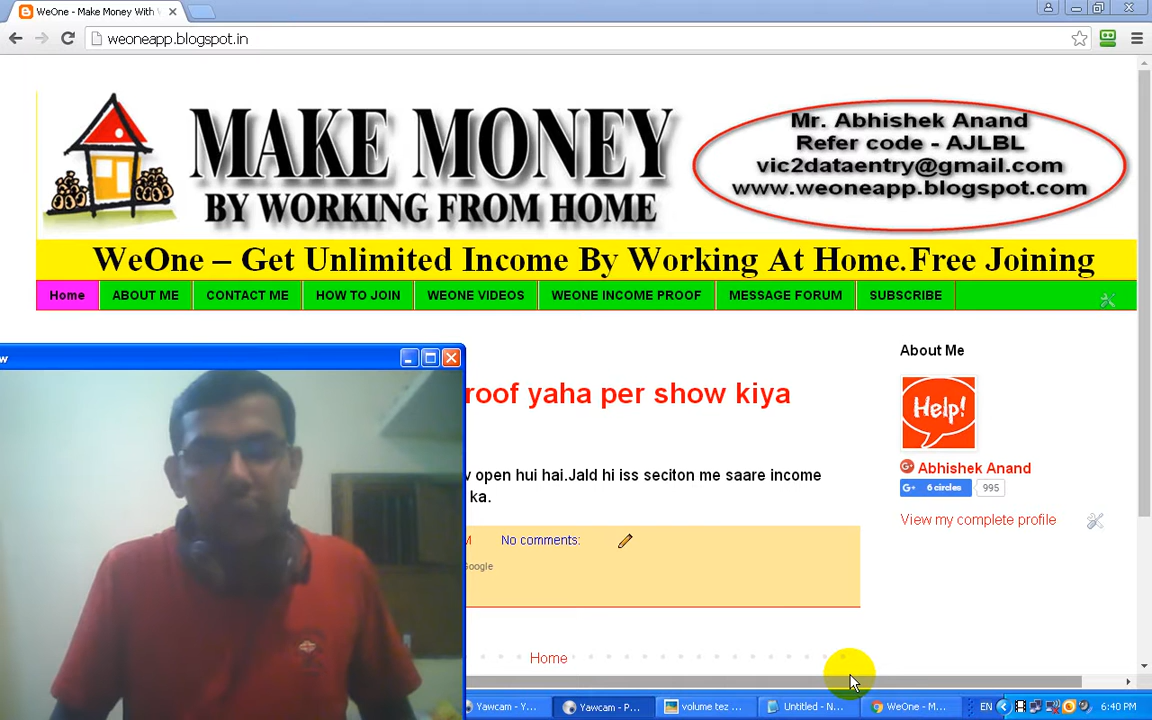 WeOne - Make Money With
weoneapp.blogspot.in
MAKE MONEY
BY WORKING FROM HOME
Mr. Abhishek Anand
Refer code - AJLBL
vic2dataentry@gmail.com
www.weoneapp.blogspot.com
WeOne – Get Unlimited Income By Working At Home.Free Joining
Home ABOUT ME CONTACT ME HOW TO JOIN WEONE VIDEOS WEONE INCOME PROOF MESSAGE FORUM SUBSCRIBE
About Me
roof yaha per show kiya
Help!
Abhishek Anand
6 circles 995
View my complete profile
open hui hai.Jald hi iss seciton me saare income
ka.
No comments:
Google
Home
Yawcam - Y... Yawcam - P... volume tez ... Untitled - N... WeOne - M... EN 6:40 PM